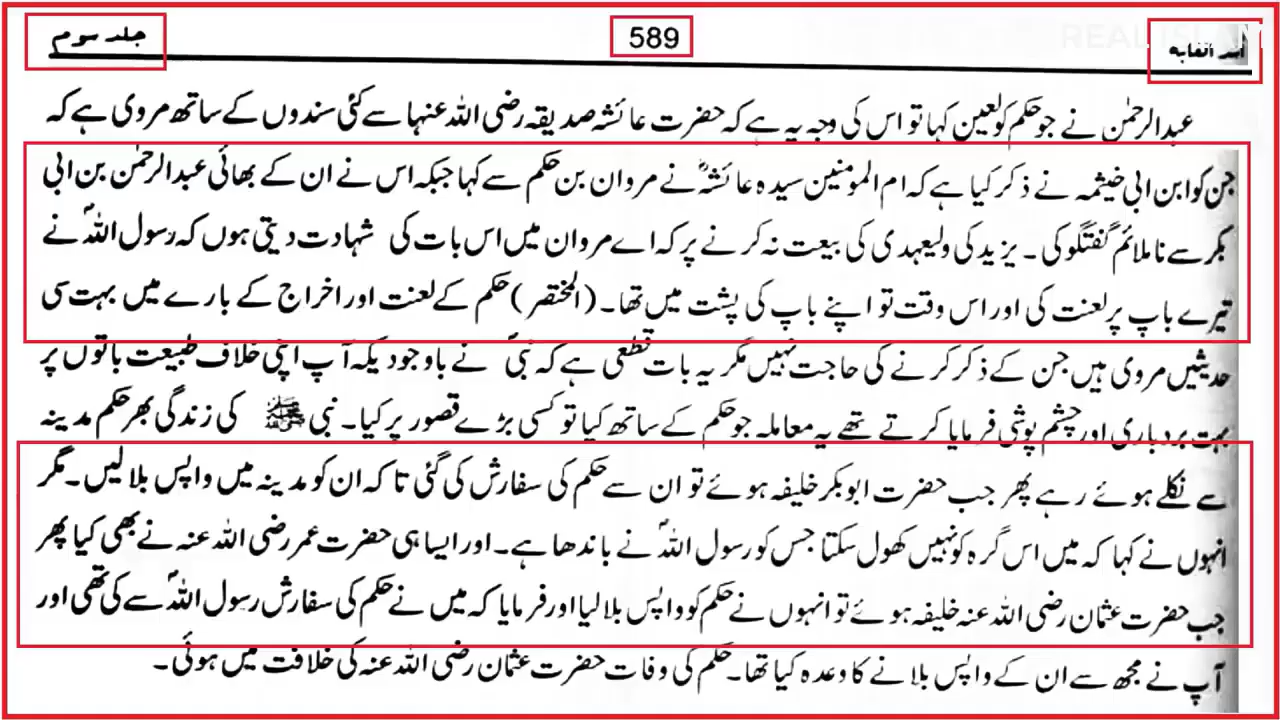 جلد سوم 589 اسد الغابہ
REAL ISLAM
عبدالرحمٰن نے جو حکم کو لعین کہا تو اس کی وجہ یہ ہے کہ حضرت عائشہ صدیقہ رضی اللہ عنہا سے کئی سندوں کے ساتھ مروی ہے کہ
جن کو ابن ابی خیثمہ نے ذکر کیا ہے کہ ام المومنین سیدہ عائشہؓ نے مروان بن حکم سے کہا جبکہ اس نے ان کے بھائی عبدالرحمٰن بن ابی
بکر سے نا ملائم گفتگو کی ۔ یزید کی ولیعہدی کی بیعت نہ کرنے پر کہ اے مروان میں اس بات کی شہادت دیتی ہوں کہ رسول اللہؐ نے
تیرے باپ پر لعنت کی اور اس وقت تو اپنے باپ کی پشت میں تھا۔ (المختصر) حکم کے لعنت اور اخراج کے بارے میں بہت سی
حدیثیں مروی ہیں جن کے ذکر کرنے کی حاجت نہیں مگر یہ بات قطعی ہے کہ نبیؐ نے باوجودیکہ آپ اپنی خلاف طبیعت باتوں پر
بہت بردباری اور چشم پوشی فرمایا کرتے تھے یہ معاملہ جو حکم کے ساتھ کیا تو کسی بڑے قصور پر کیا۔ نبی ﷺ کی زندگی بھر حکم مدینہ
سے نکلے ہوئے رہے پھر جب حضرت ابوبکر خلیفہ ہوئے تو ان سے حکم کی سفارش کی گئی تا کہ ان کو مدینہ میں واپس بلا لیں۔ مگر
انہوں نے کہا کہ میں اس گرہ کو نہیں کھول سکتا جس کو رسول اللہؐ نے باندھا ہے۔ اور ایسا ہی حضرت عمر رضی اللہ عنہ نے بھی کیا پھر
جب حضرت عثمان رضی اللہ عنہ خلیفہ ہوئے تو انہوں نے حکم کو واپس بلا لیا اور فرمایا کہ میں نے حکم کی سفارش رسول اللہؐ سے کی تھی اور
آپ نے مجھ سے ان کے واپس بلانے کا وعدہ کیا تھا۔ حکم کی وفات حضرت عثمان رضی اللہ عنہ کی خلافت میں ہوئی۔